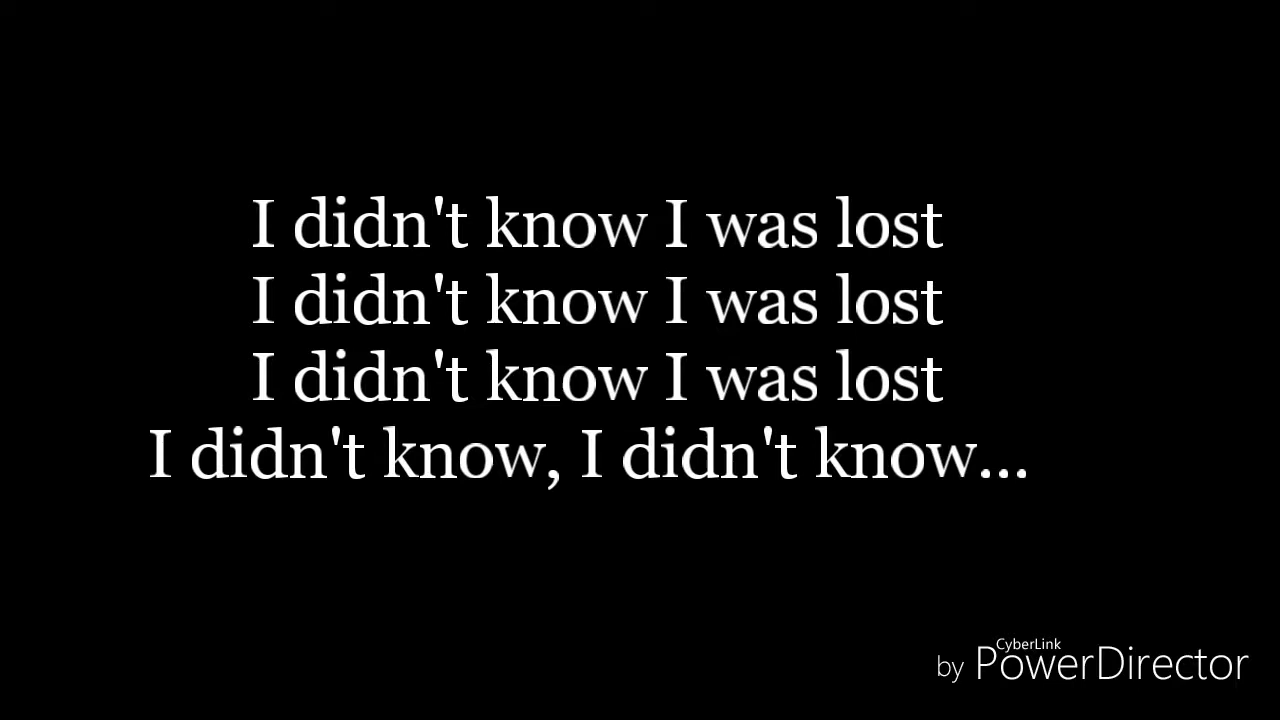 I didn't know I was lost
I didn't know I was lost
I didn't know I was lost
I didn't know, I didn't know...
CyberLink
by PowerDirector